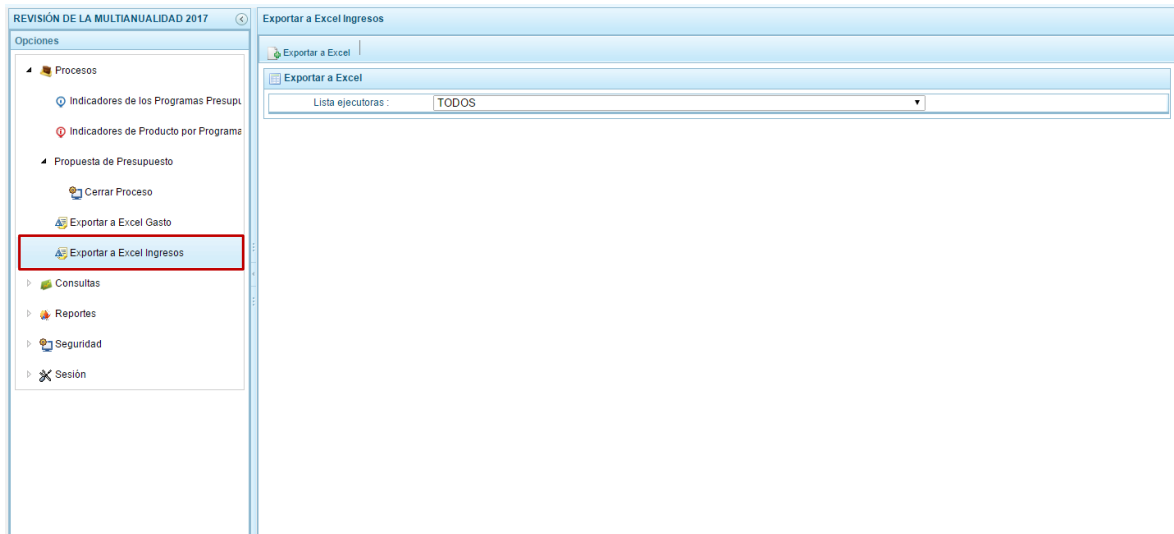 REVISIÓN DE LA MULTIANUALIDAD 2017
Opciones
Procesos
Indicadores de los Programas Presupu
Indicadores de Producto por Programa
Propuesta de Presupuesto
Cerrar Proceso
Exportar a Excel Gasto
Exportar a Excel Ingresos
Consultas
Reportes
Seguridad
Sesión
Exportar a Excel Ingresos
Exportar a Excel
Exportar a Excel
Lista ejecutoras : TODOS